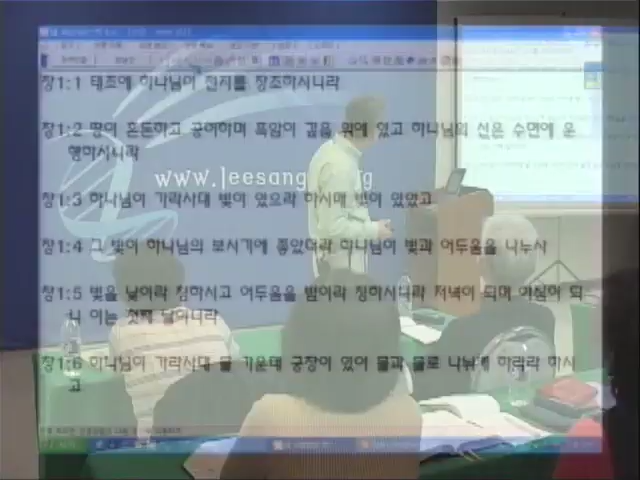 창1:1 태초에 하나님이 천지를 창조하시니라
창1:2 땅이 혼돈하고 공허하며 흑암이 깊음 위에 있고 하나님의 신은 수면에 운
행하시니라
www.leesang
창1:3 하나님이 가라사대 빛이 있으라 하시매 빛이 있었고
창1:4 그 빛이 하나님의 보시기에 좋았더라 하나님이 빛과 어두움을 나누사
창1:5 빛을 낮이라 칭하시고 어두움을 밤이라 칭하시니라 저녁이 되며 아침이 되
니 이는 첫째 날이니라
창1:6 하나님이 가라사대 물 가운데 궁창이 있어 물과 물로 나뉘게 하리라 하시
고